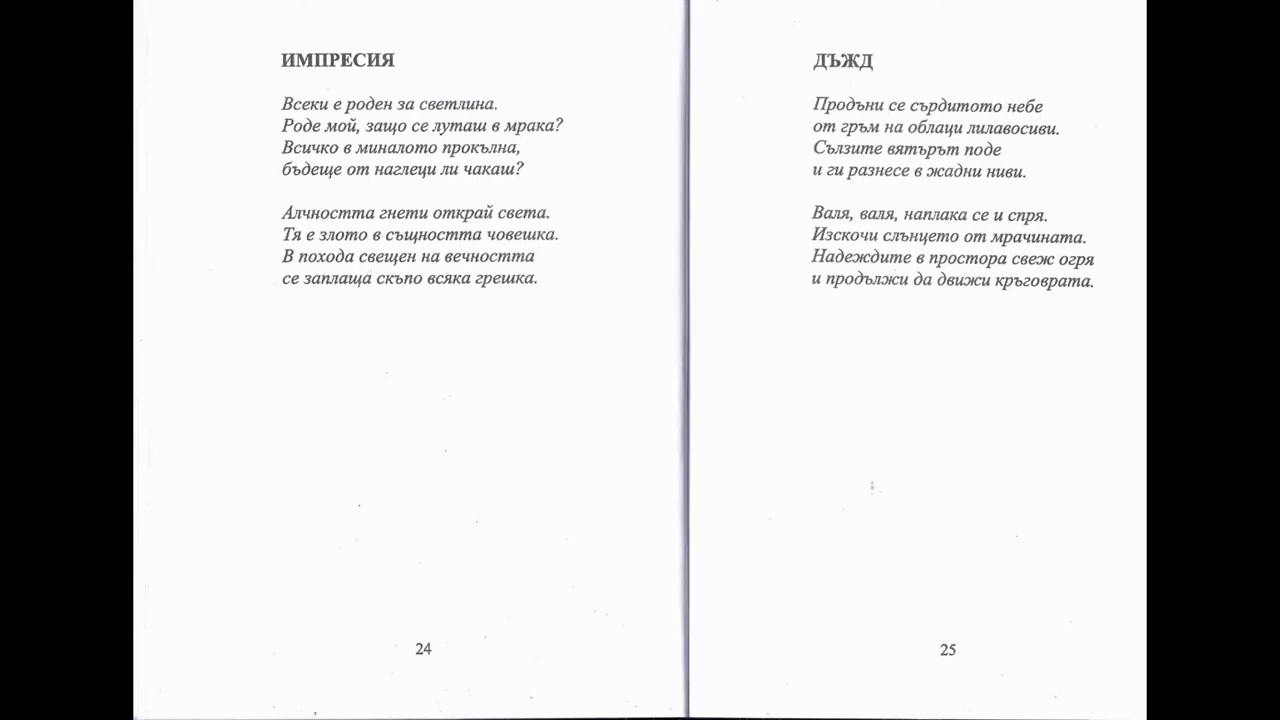 ИМПРЕСИЯ
Всеки е роден за светлина.
Роде мой, защо се луташ в мрака?
Всичко в миналото прокълна,
бъдеще от наглеци ли чакаш?
Алчността гнети открай света.
Тя е злото в същността човешка.
В похода свещен на вечността
се заплаща скъпо всяка грешка.
24
ДЪЖД
Продъни се сърдитото небе
от гръм на облаци лилавосиви.
Сълзите вятърът поде
и ги разнесе в жадни ниви.
Валя, валя, наплака се и спря.
Изскочи слънцето от мрачината.
Надеждите в простора свеж огря
и продължи да движи кръговрата.
25